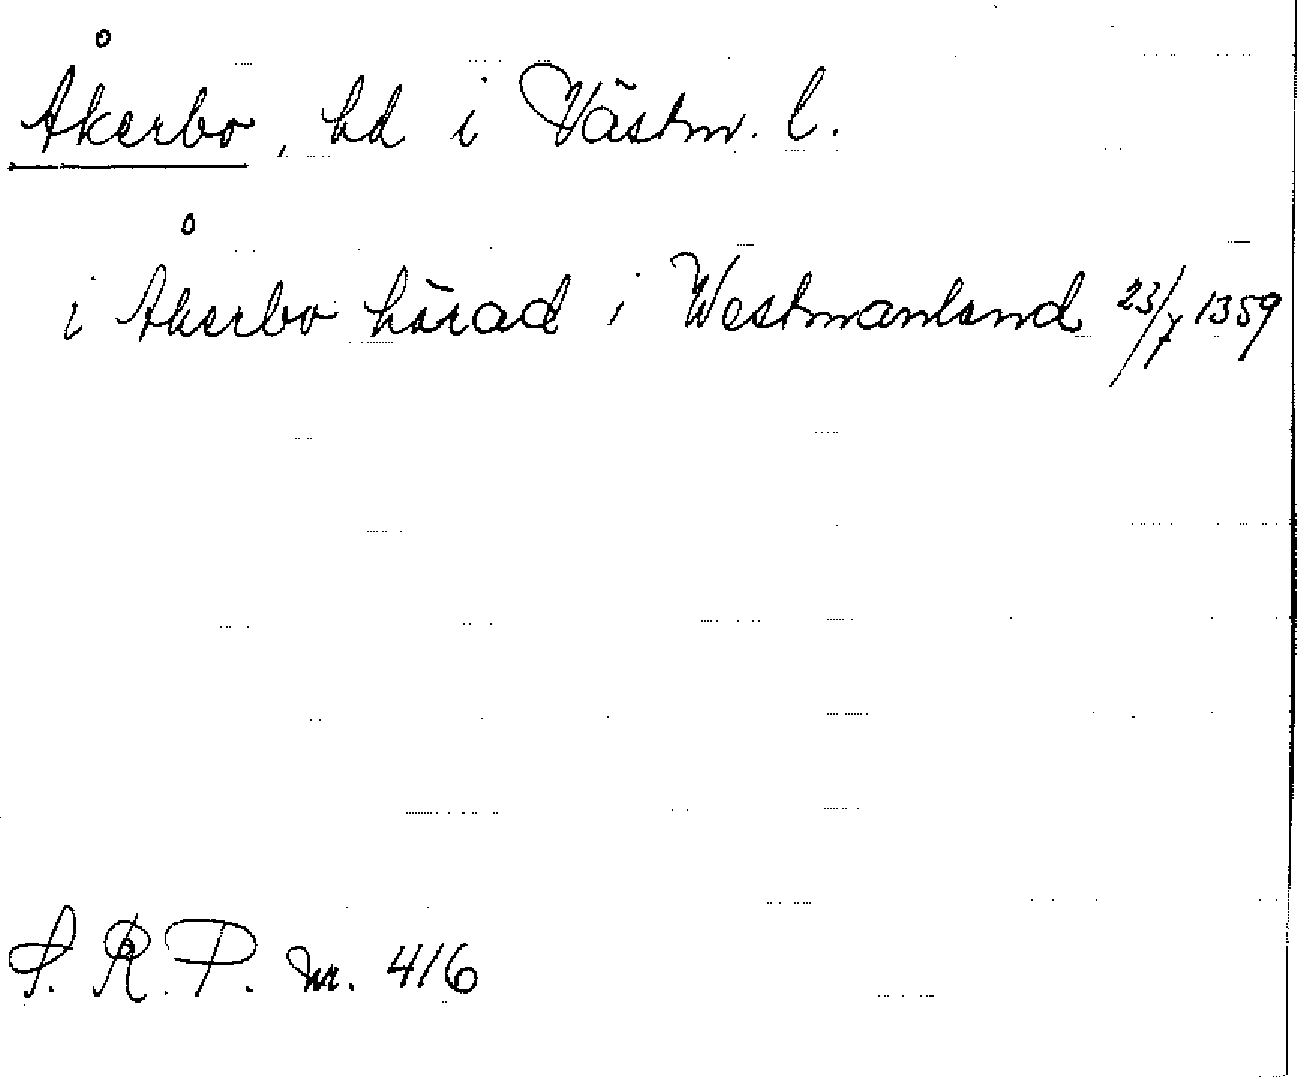 Åkerbo, hd i Västm. l.
i Åkerbo härad i Westmanland 23/7 1359
S. R. P. nr. 416